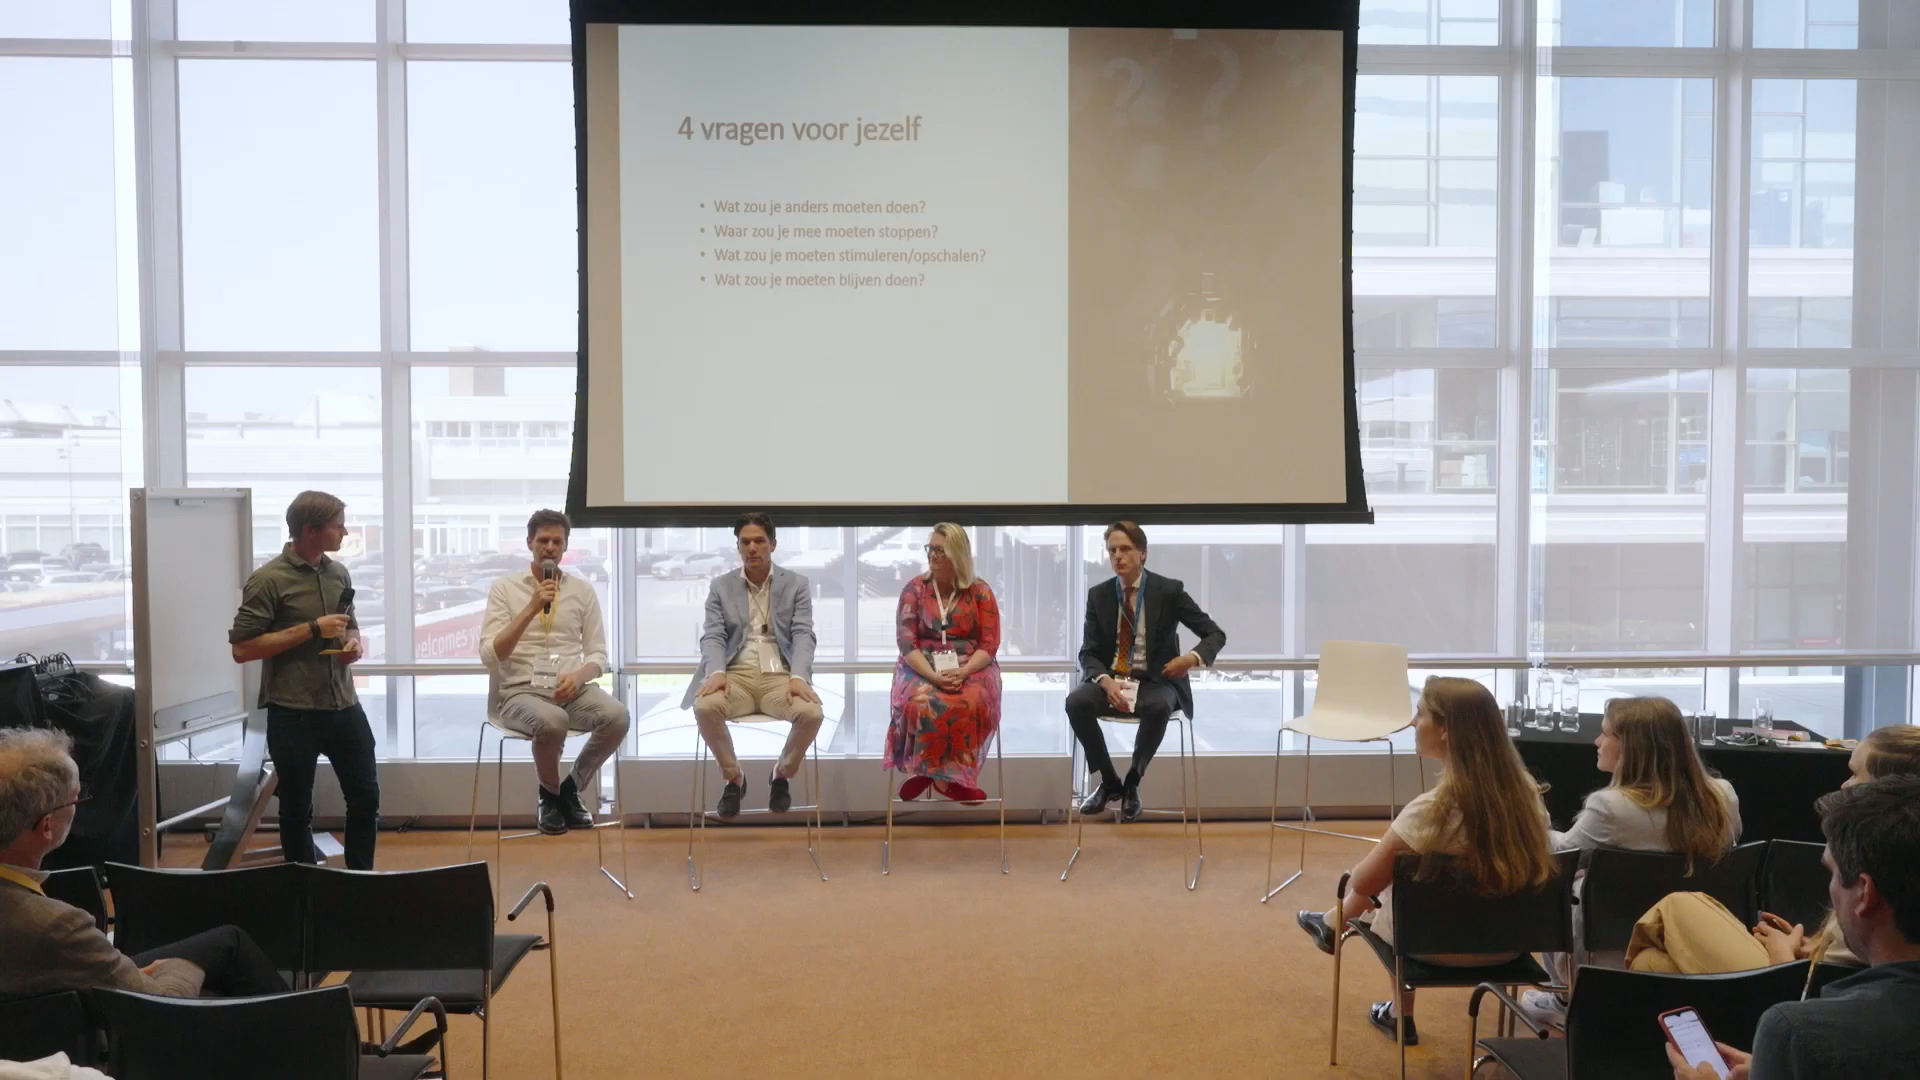 4 vragen voor jezelf
• Wat zou je anders moeten doen?
• Waar zou je mee moeten stoppen?
• Wat zou je moeten stimuleren/opschalen?
• Wat zou je moeten blijven doen?